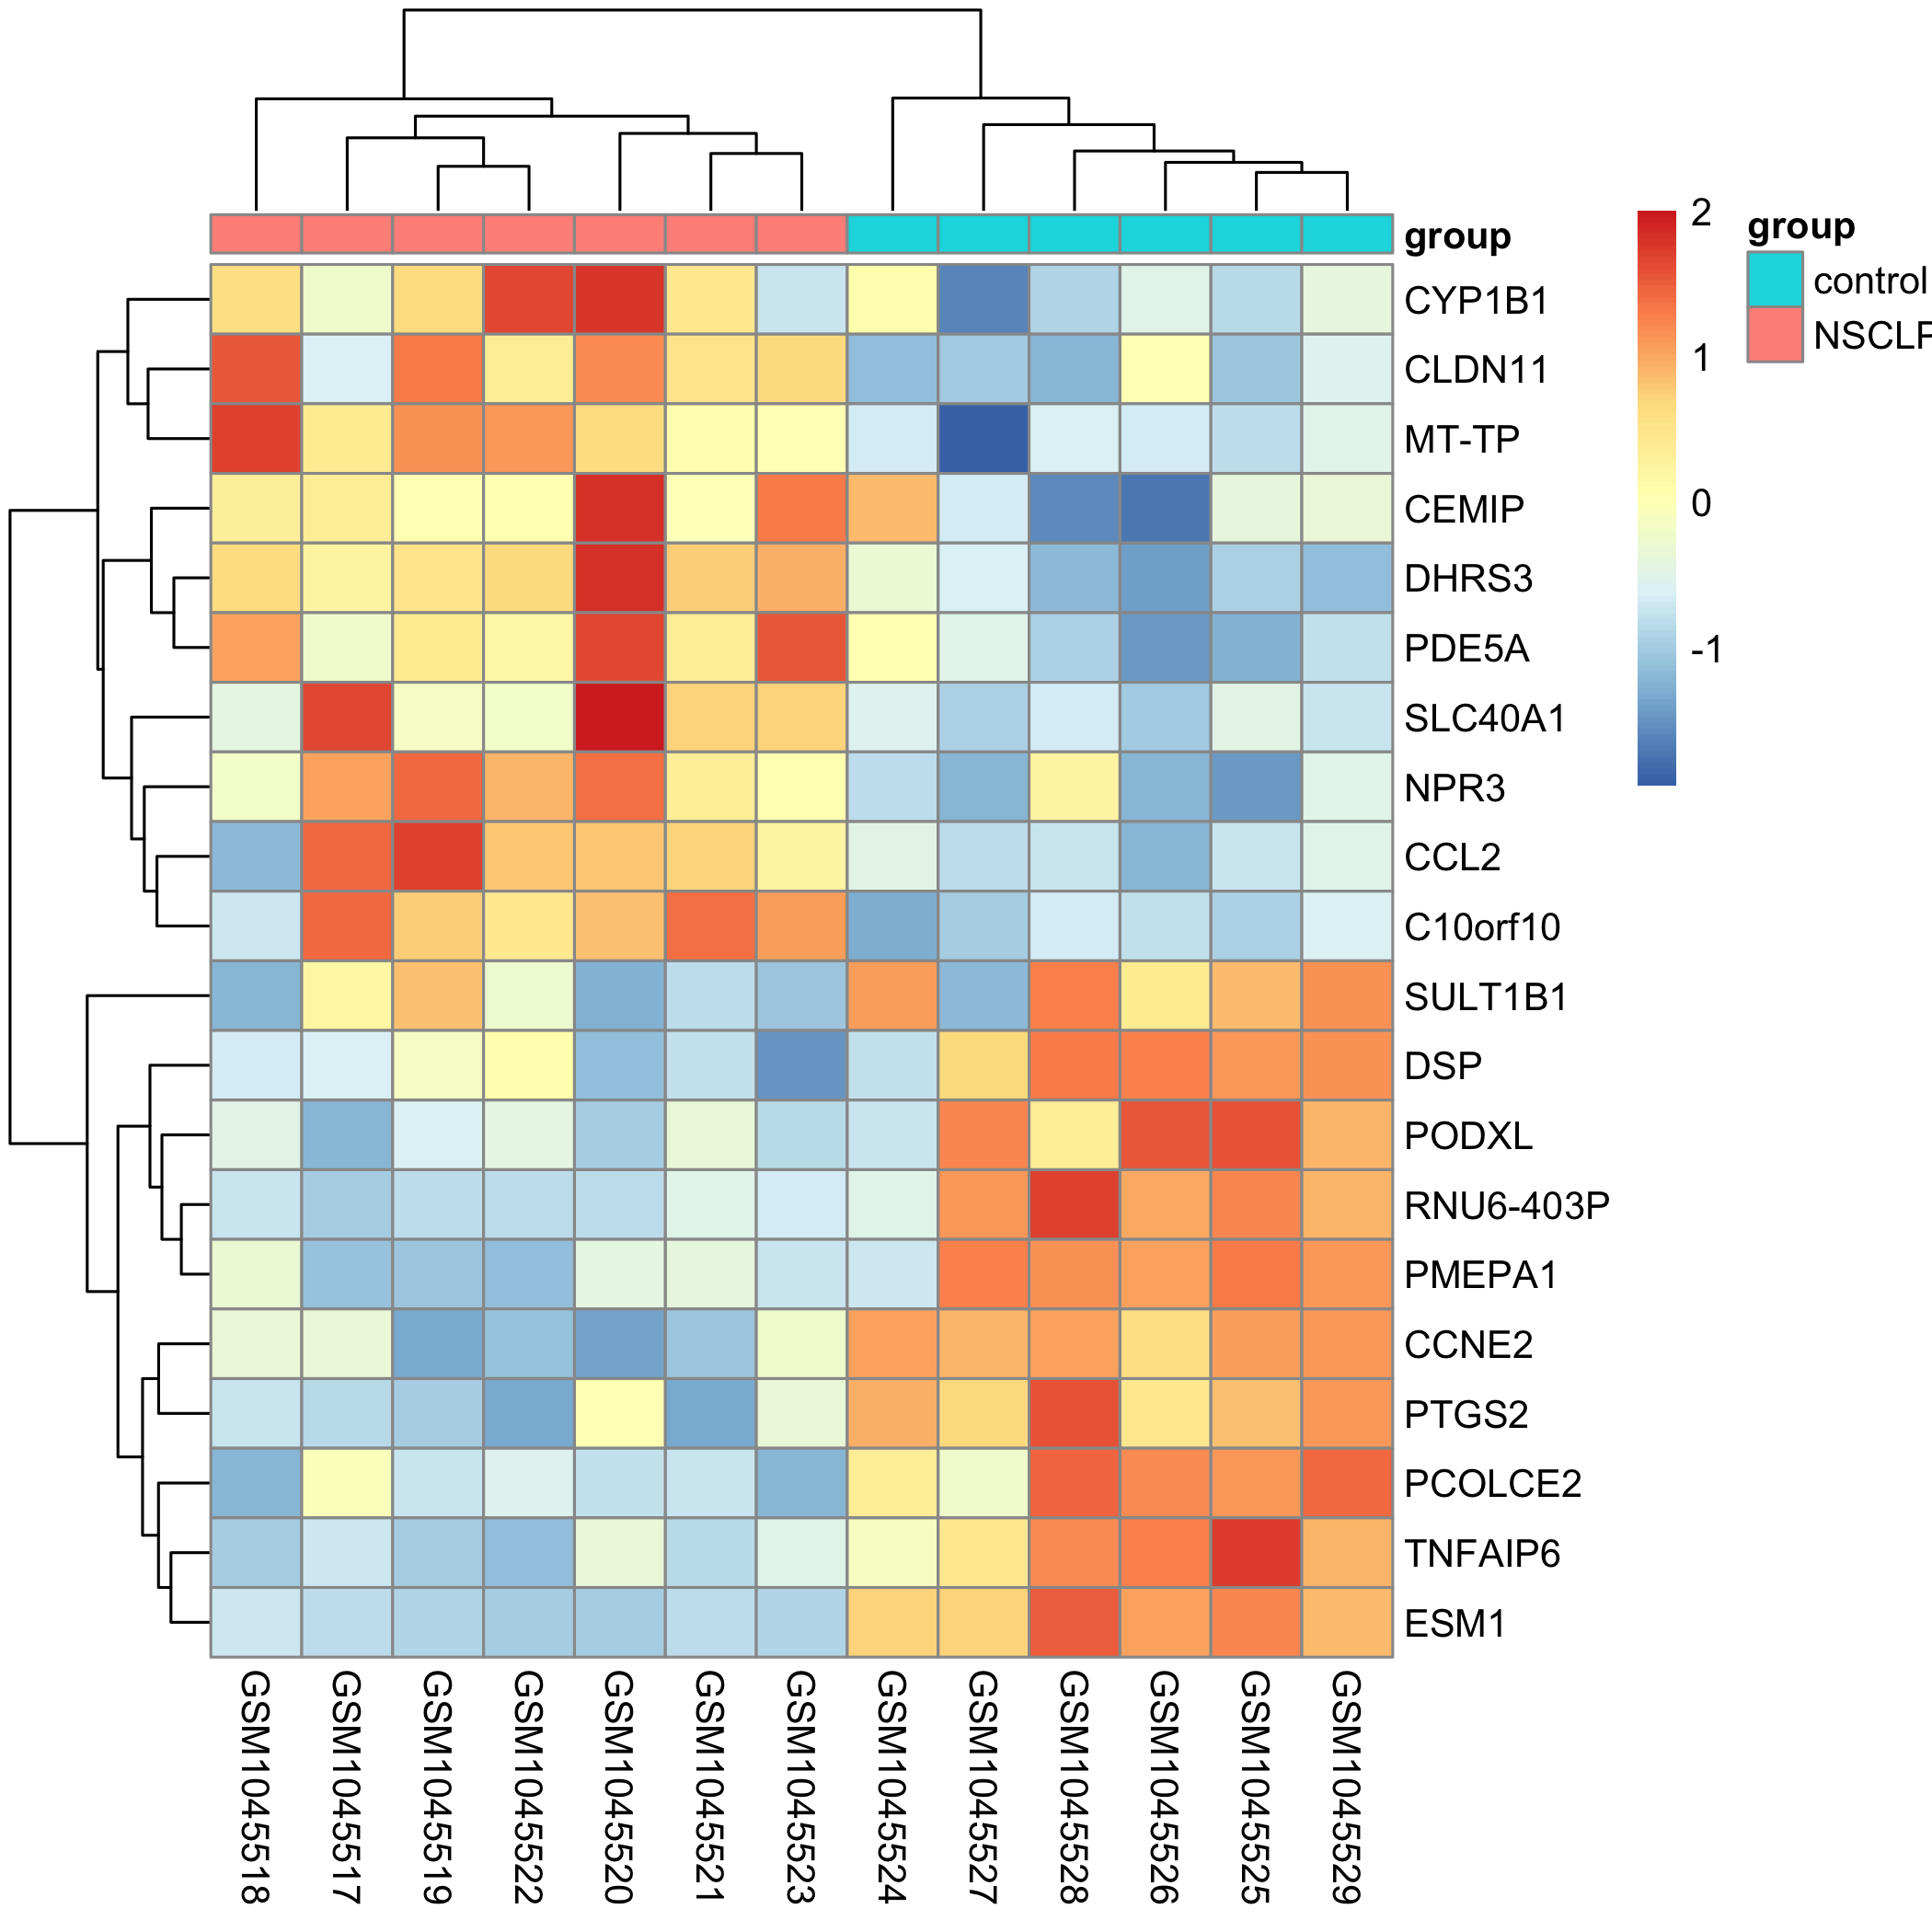 group
CYP1B1
CLDN11
MT-TP
CEMIP
DHRS3
PDE5A
SLC40A1
NPR3
CCL2
C10orf10
SULT1B1
DSP
PODXL
RNU6-403P
PMEPA1
CCNE2
PTGS2
PCOLCE2
TNFAIP6
ESM1
GSM1045518
GSM1045517
GSM1045519
GSM1045522
GSM1045520
GSM1045521
GSM1045523
GSM1045524
GSM1045527
GSM1045528
GSM1045526
GSM1045525
GSM1045529
2
1
0
-1
group
control
NSCLP